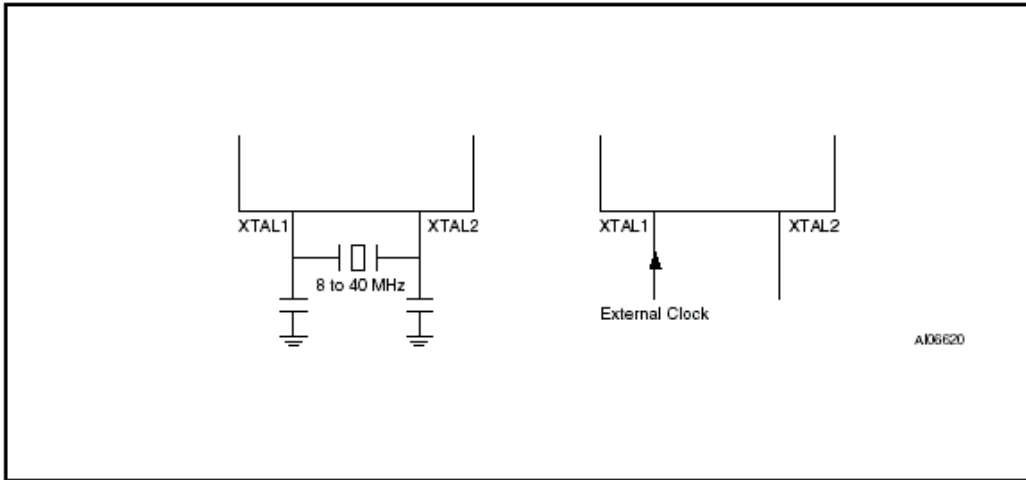 XTAL1
XTAL2
8 to 40 MHz
XTAL1
XTAL2
External Clock
AI06620